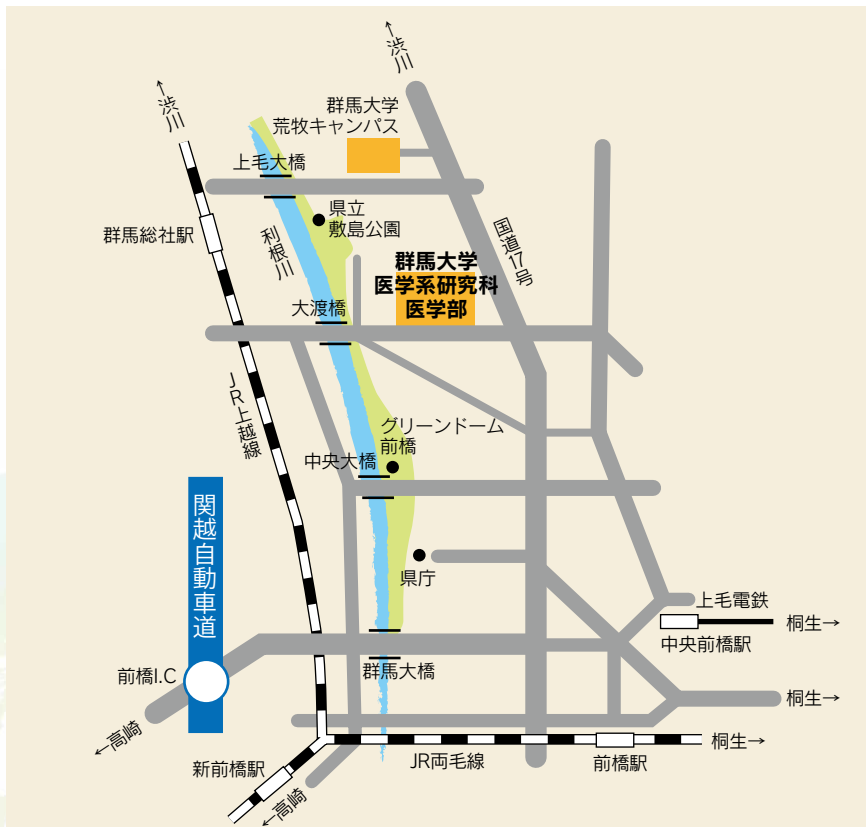 ←渋川
←渋川
群馬大学
荒牧キャンパス
上毛大橋
県立
敷島公園
群馬総社駅
利根川
国道17号
群馬大学
医学系研究科
医学部
大渡橋
JR上越線
グリーンドーム
前橋
中央大橋
関越自動車道
県庁
上毛電鉄
桐生→
中央前橋駅
群馬大橋
前橋I.C
桐生→
←高崎
桐生→
新前橋駅
JR両毛線
前橋駅
←高崎